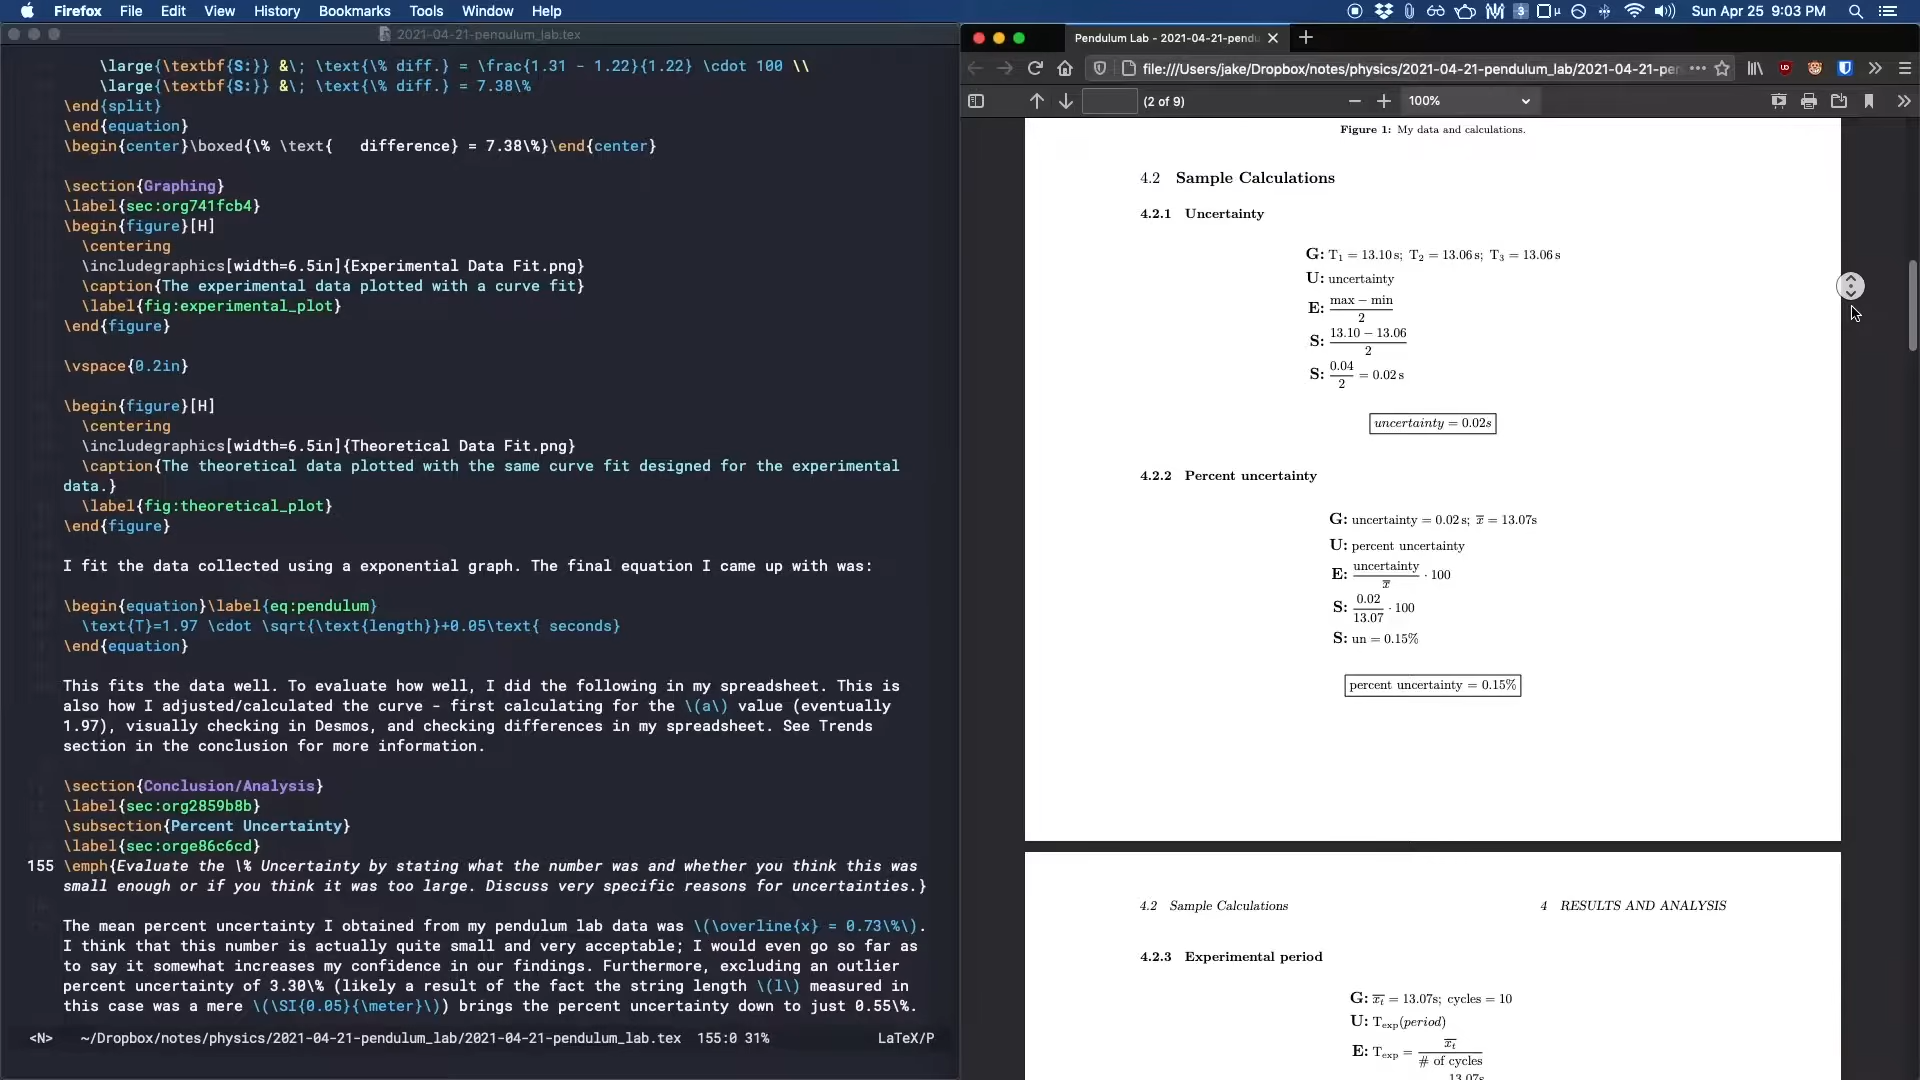 Firefox File Edit View History Bookmarks Tools Window Help
3 μ Sun Apr 25 9:03 PM
2021-04-21-pendulum_lab.tex
\large{\textbf{S:}} &\; \text{\% diff.} = \frac{1.31 - 1.22}{1.22} \cdot 100 \\
\large{\textbf{S:}} &\; \text{\% diff.} = 7.38\%
\end{split}
\end{equation}
\begin{center}\boxed{\% \text{   difference} = 7.38\%}\end{center}
\section{Graphing}
\label{sec:org741fcb4}
\begin{figure}[H]
\centering
\includegraphics[width=6.5in]{Experimental Data Fit.png}
\caption{The experimental data plotted with a curve fit}
\label{fig:experimental_plot}
\end{figure}
\vspace{0.2in}
\begin{figure}[H]
\centering
\includegraphics[width=6.5in]{Theoretical Data Fit.png}
\caption{The theoretical data plotted with the same curve fit designed for the experimental
data.}
\label{fig:theoretical_plot}
\end{figure}
I fit the data collected using a exponential graph. The final equation I came up with was:
\begin{equation}\label{eq:pendulum}
\text{T}=1.97 \cdot \sqrt{\text{length}}+0.05\text{ seconds}
\end{equation}
This fits the data well. To evaluate how well, I did the following in my spreadsheet. This is
also how I adjusted/calculated the curve - first calculating for the \(a\) value (eventually
1.97), visually checking in Desmos, and checking differences in my spreadsheet. See Trends
section in the conclusion for more information.
\section{Conclusion/Analysis}
\label{sec:org2859b8b}
\subsection{Percent Uncertainty}
\label{sec:orge86c6cd}
155 \emph{Evaluate the \% Uncertainty by stating what the number was and whether you think this was
small enough or if you think it was too large. Discuss very specific reasons for uncertainties.}
The mean percent uncertainty I obtained from my pendulum lab data was \(\overline{x} = 0.73\%\).
I think that this number is actually quite small and very acceptable; I would even go so far as
to say it somewhat increases my confidence in our findings. Furthermore, excluding an outlier
percent uncertainty of 3.30\% (likely a result of the fact the string length \(l\) measured in
this case was a mere \(\SI{0.05}{\meter}\)) brings the percent uncertainty down to just 0.55\%.
<N> ~/Dropbox/notes/physics/2021-04-21-pendulum_lab/2021-04-21-pendulum_lab.tex 155:0 31% LaTeX/P
Pendulum Lab - 2021-04-21-pendu
file:///Users/jake/Dropbox/notes/physics/2021-04-21-pendulum_lab/2021-04-21-per
(2 of 9) 100%
Figure 1: My data and calculations.
4.2 Sample Calculations
4.2.1 Uncertainty
G: T₁ = 13.10 s; T₂ = 13.06 s; T₃ = 13.06 s
U: uncertainty
E: max − min / 2
S: 13.10 − 13.06 / 2
S: 0.04 / 2 = 0.02 s
uncertainty = 0.02s
4.2.2 Percent uncertainty
G: uncertainty = 0.02 s; x̅ = 13.07s
U: percent uncertainty
E: uncertainty / x̅ · 100
S: 0.02 / 13.07 · 100
S: un = 0.15%
percent uncertainty = 0.15%
4.2 Sample Calculations 4 RESULTS AND ANALYSIS
4.2.3 Experimental period
G: x̅ₜ = 13.07s; cycles = 10
U: Texp(period)
E: Texp = x̅ₜ / # of cycles
13.07s